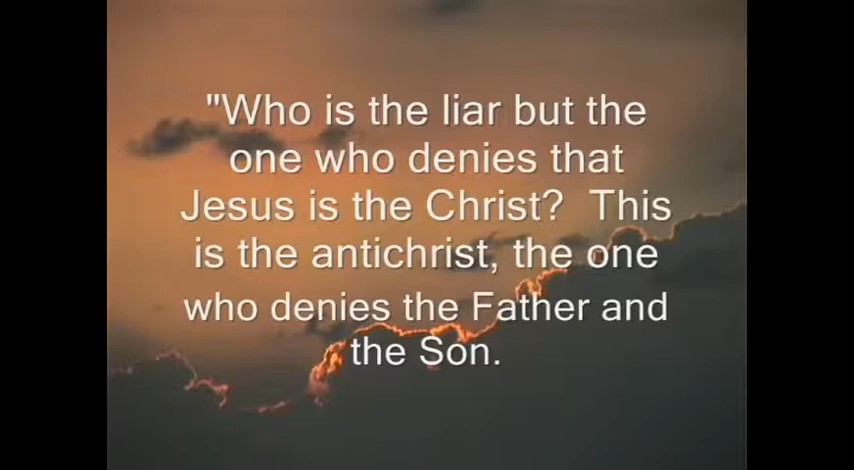 "Who is the liar but the
one who denies that
Jesus is the Christ?  This
is the antichrist, the one
who denies the Father and
the Son.